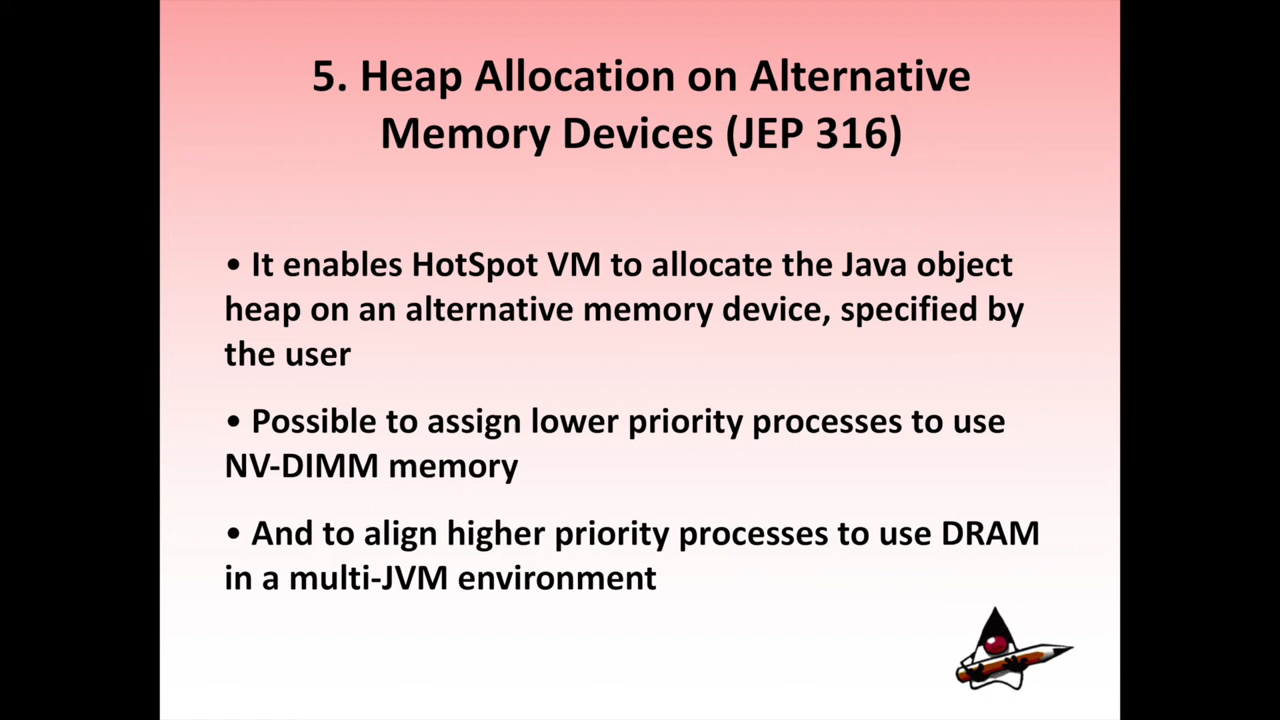 5. Heap Allocation on Alternative
Memory Devices (JEP 316)
• It enables HotSpot VM to allocate the Java object
heap on an alternative memory device, specified by
the user
• Possible to assign lower priority processes to use
NV-DIMM memory
• And to align higher priority processes to use DRAM
in a multi-JVM environment